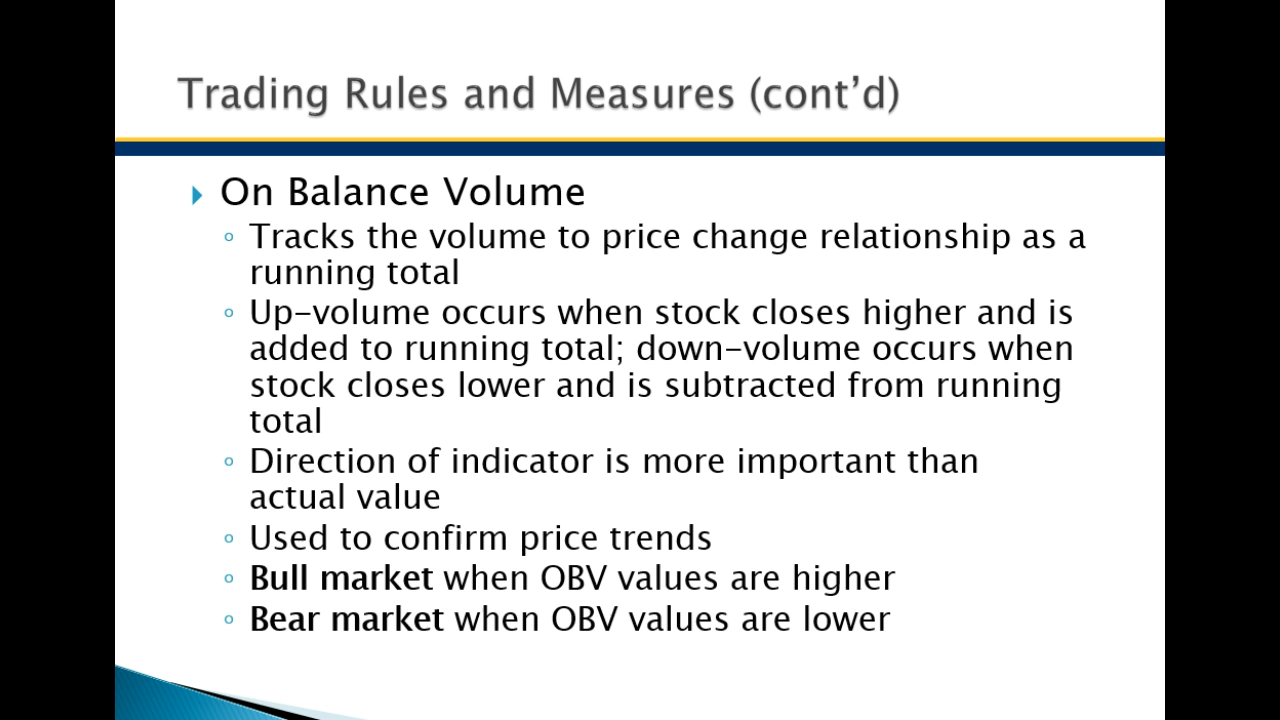 Trading Rules and Measures (cont’d)
On Balance Volume
Tracks the volume to price change relationship as a
running total
Up-volume occurs when stock closes higher and is
added to running total; down-volume occurs when
stock closes lower and is subtracted from running
total
Direction of indicator is more important than
actual value
Used to confirm price trends
Bull market when OBV values are higher
Bear market when OBV values are lower